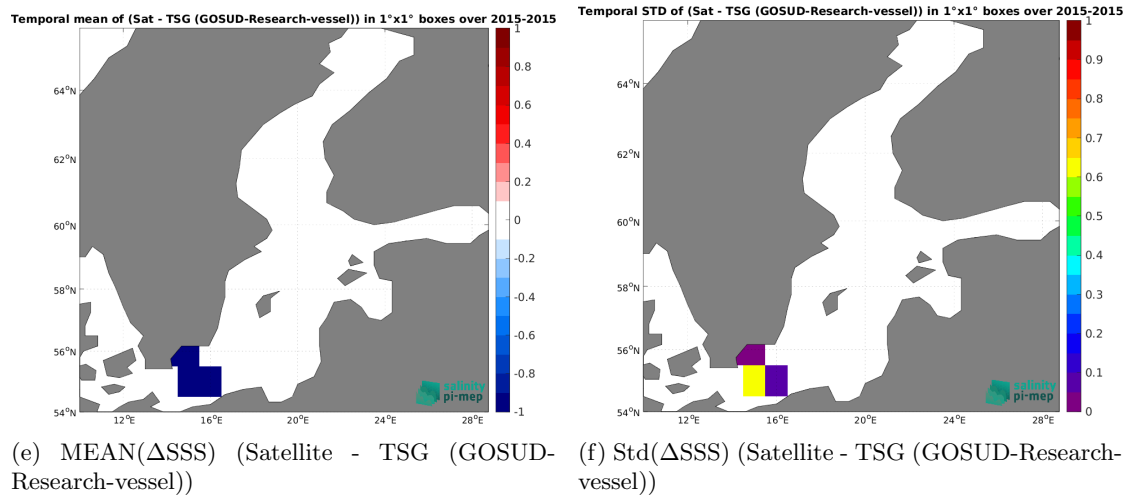 Temporal mean of (Sat - TSG (GOSUD-Research-vessel)) in 1°x1° boxes over 2015-2015
64°N
62°N
60°N
58°N
56°N
54°N
12°E
16°E
20°E
24°E
28°E
1
0.8
0.6
0.4
0.2
0
-0.2
-0.4
-0.6
-0.8
-1
salinity
pi-mep
(e) MEAN(ΔSSS) (Satellite - TSG (GOSUD-
Research-vessel))
Temporal STD of (Sat - TSG (GOSUD-Research-vessel)) in 1°x1° boxes over 2015-2015
64°N
62°N
60°N
58°N
56°N
54°N
12°E
16°E
20°E
24°E
28°E
1
0.9
0.8
0.7
0.6
0.5
0.4
0.3
0.2
0.1
0
salinity
pi-mep
(f) Std(ΔSSS) (Satellite - TSG (GOSUD-Research-
vessel))